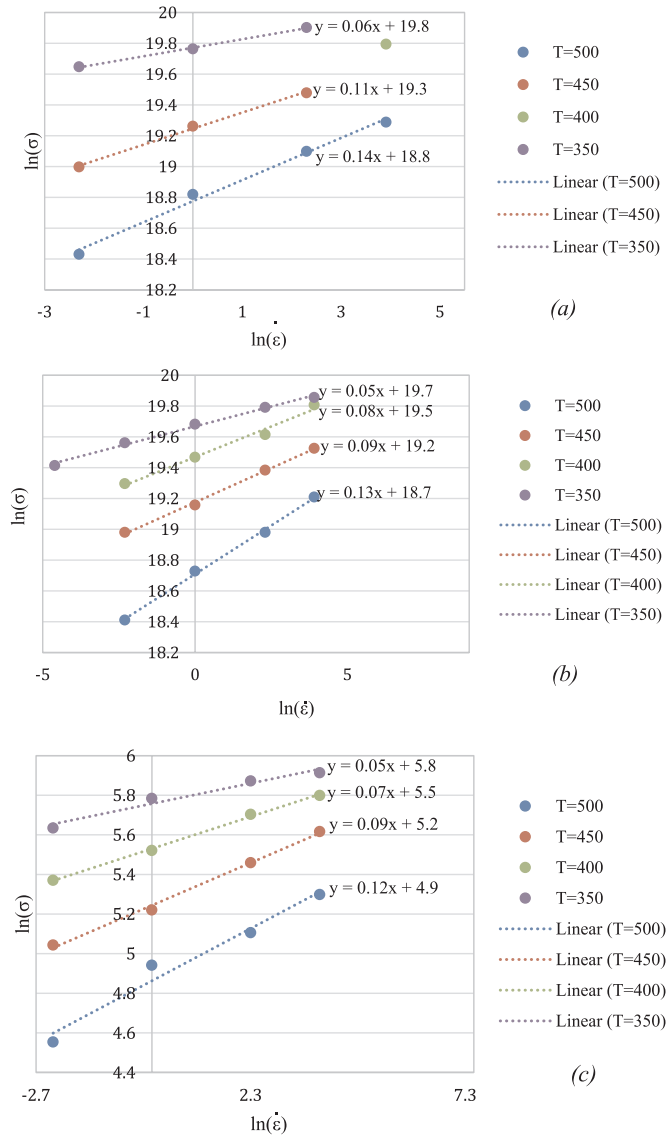 20
19.8
19.6
19.4
19.2
19
18.8
18.6
18.4
18.2
-3
-1
1
3
5
ln(σ)
ln(ε̇)
y = 0.06x + 19.8
y = 0.11x + 19.3
y = 0.14x + 18.8
T=500
T=450
T=400
T=350
Linear (T=500)
Linear (T=450)
Linear (T=350)
(a)
20
19.8
19.6
19.4
19.2
19
18.8
18.6
18.4
18.2
-5
0
5
ln(σ)
ln(ε̇)
y = 0.05x + 19.7
y = 0.08x + 19.5
y = 0.09x + 19.2
y = 0.13x + 18.7
T=500
T=450
T=400
T=350
Linear (T=500)
Linear (T=450)
Linear (T=400)
Linear (T=350)
(b)
6
5.8
5.6
5.4
5.2
5
4.8
4.6
4.4
-2.7
2.3
7.3
ln(σ)
ln(ε̇)
y = 0.05x + 5.8
y = 0.07x + 5.5
y = 0.09x + 5.2
y = 0.12x + 4.9
T=500
T=450
T=400
T=350
Linear (T=500)
Linear (T=450)
Linear (T=400)
Linear (T=350)
(c)